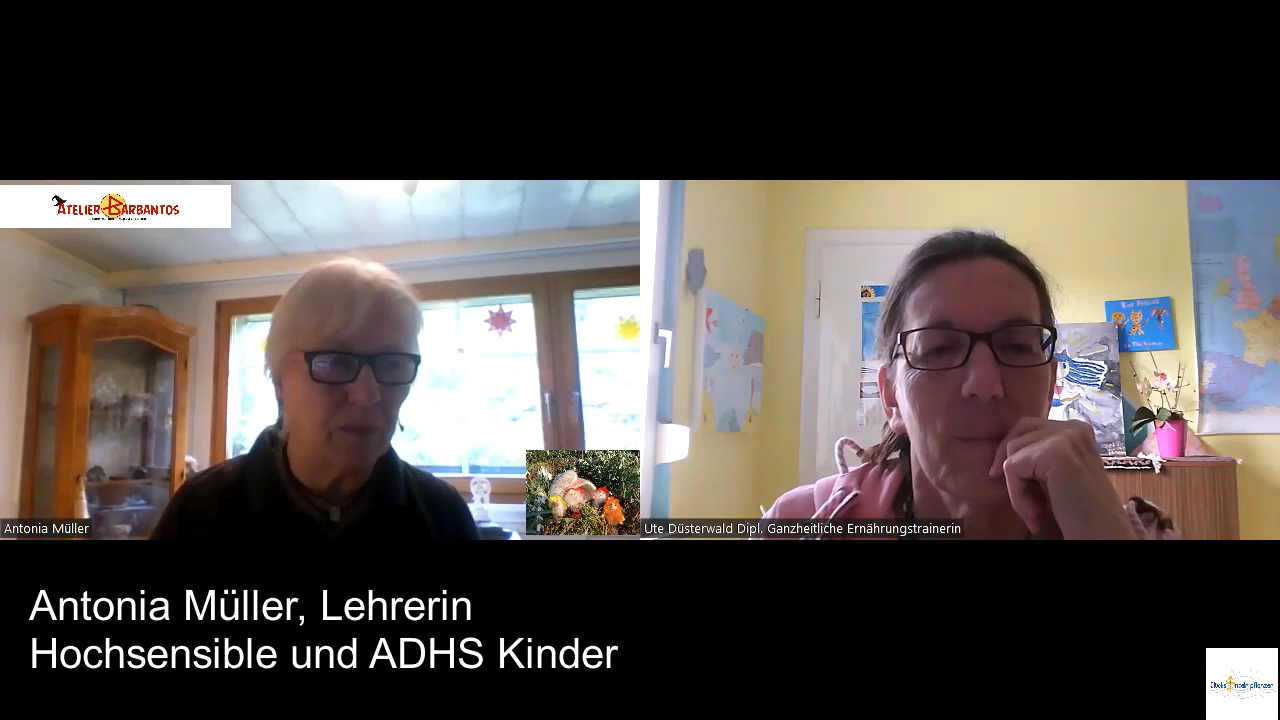 ATELIER BARBANTOS
Antonia Müller
Ute Düsterwald Dipl. Ganzheitliche Ernährungstrainerin
Antonia Müller, Lehrerin
Hochsensible und ADHS Kinder